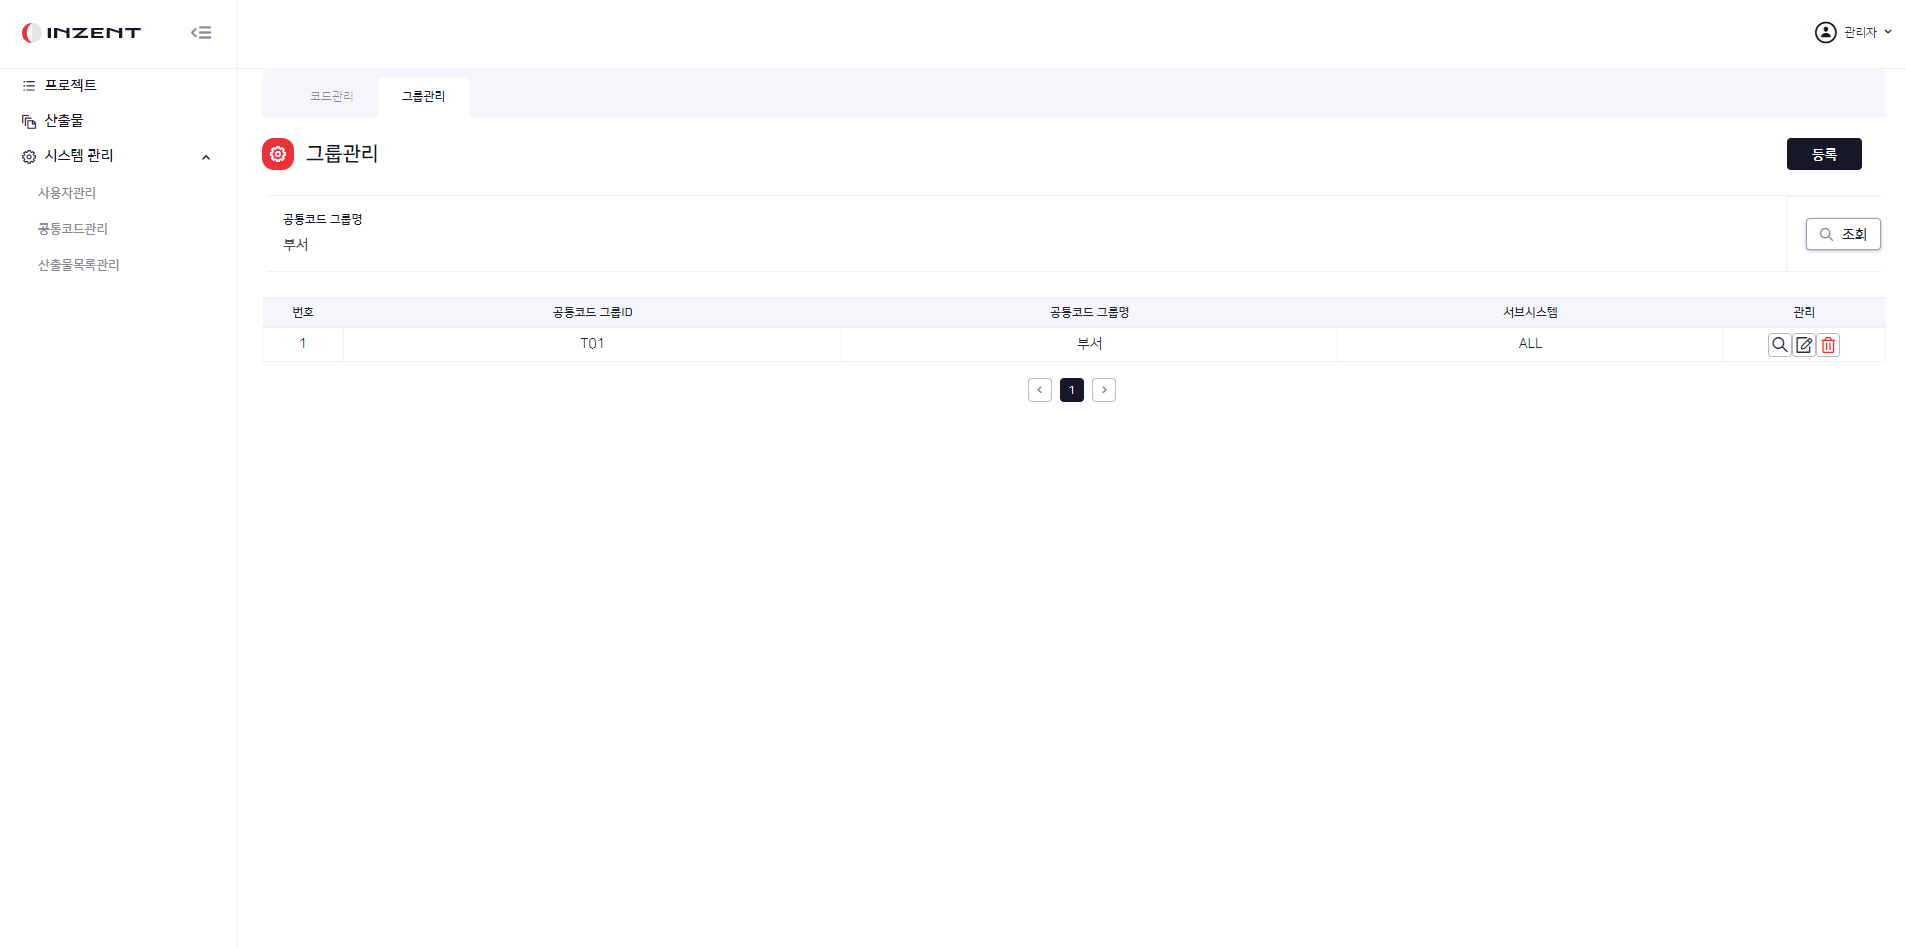 INZENT
관리자
프로젝트
산출물
시스템 관리
사용자관리
공통코드관리
산출물목록관리
코드관리 그룹관리
그룹관리
등록
공통코드 그룹명
부서
조회
번호 공통코드 그룹ID 공통코드 그룹명 서브시스템 관리
1 T01 부서 ALL
1